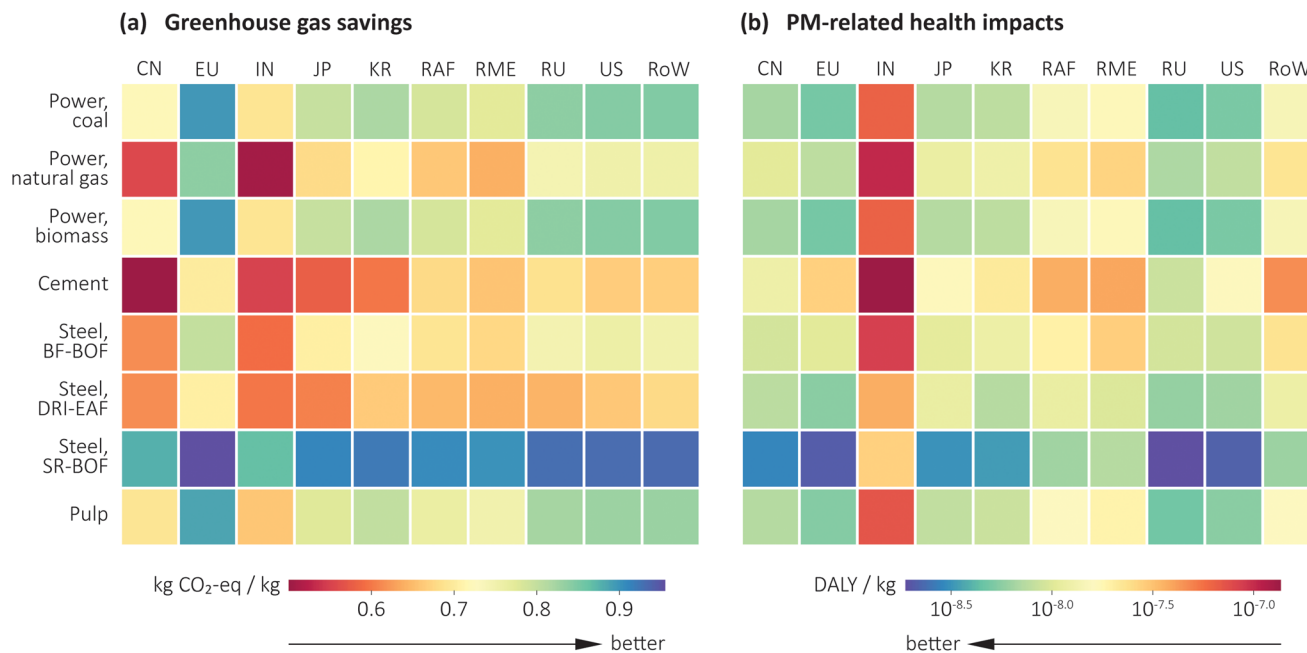 (a) Greenhouse gas savings
CN EU IN JP KR RAF RME RU US RoW
Power,
coal
Power,
natural gas
Power,
biomass
Cement
Steel,
BF-BOF
Steel,
DRI-EAF
Steel,
SR-BOF
Pulp
kg CO₂-eq / kg
0.6 0.7 0.8 0.9
better
(b) PM-related health impacts
CN EU IN JP KR RAF RME RU US RoW
DALY / kg
10⁻⁸·⁵ 10⁻⁸·⁰ 10⁻⁷·⁵ 10⁻⁷·⁰
better